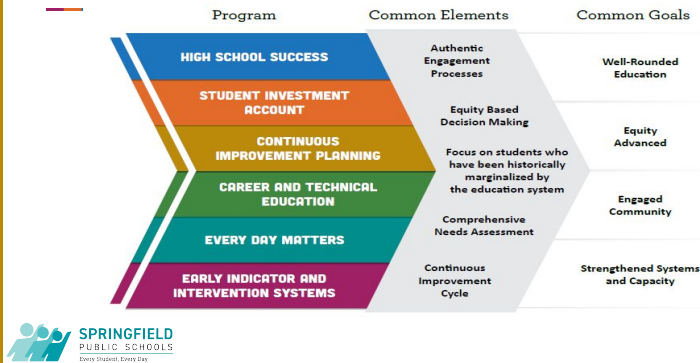 Program
Common Elements
Common Goals
HIGH SCHOOL SUCCESS
STUDENT INVESTMENT
ACCOUNT
CONTINUOUS
IMPROVEMENT PLANNING
CAREER AND TECHNICAL
EDUCATION
EVERY DAY MATTERS
EARLY INDICATOR AND
INTERVENTION SYSTEMS
Authentic
Engagement
Processes
Equity Based
Decision Making
Focus on students who
have been historically
marginalized by
the education system
Comprehensive
Needs Assessment
Continuous
Improvement
Cycle
Well-Rounded
Education
Equity
Advanced
Engaged
Community
Strengthened Systems
and Capacity
SPRINGFIELD
PUBLIC SCHOOLS
Every Student, Every Day